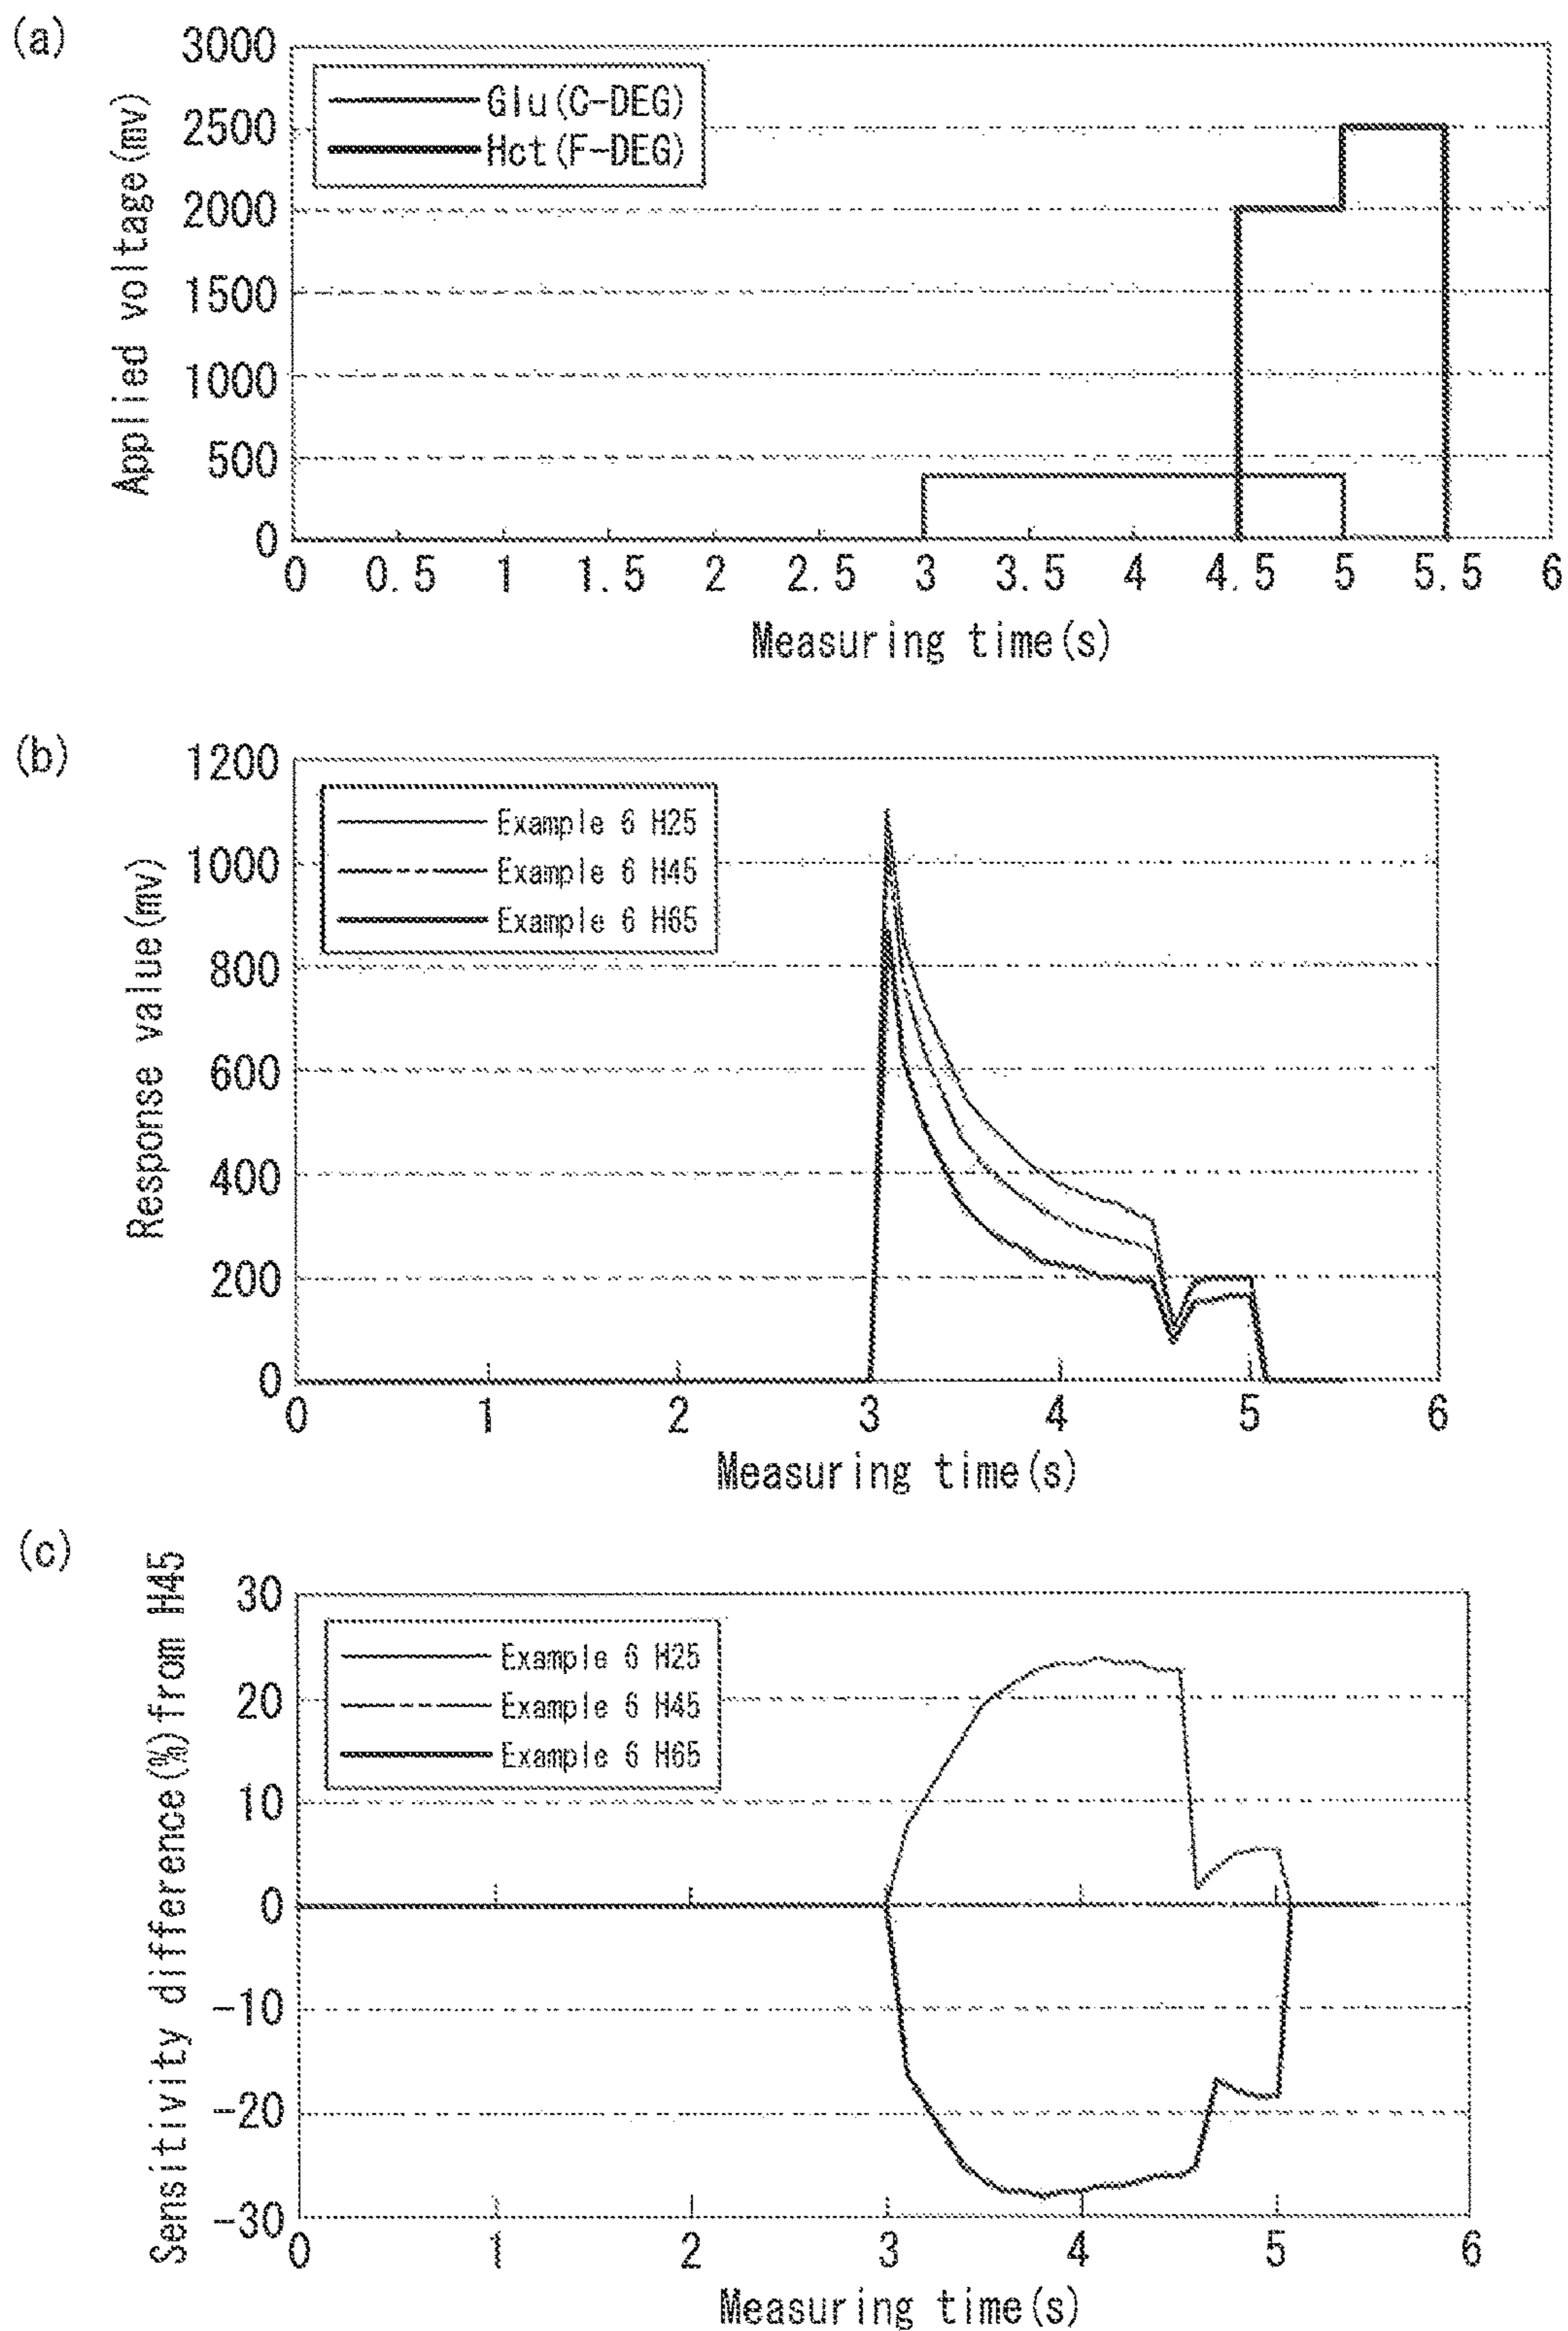 (a)
Applied voltage(mv)
3000
2500
2000
1500
1000
500
0
Glu(C-DEG)
Hct(F-DEG)
0 0.5 1 1.5 2 2.5 3 3.5 4 4.5 5 5.5 6
Measuring time(s)
(b)
Response value(mv)
1200
1000
800
600
400
200
0
Example 6 H25
Example 6 H45
Example 6 H65
0 1 2 3 4 5 6
Measuring time(s)
(c)
Sensitivity difference(%)from H45
30
20
10
0
-10
-20
-30
Example 6 H25
Example 6 H45
Example 6 H65
0 1 2 3 4 5 6
Measuring time(s)